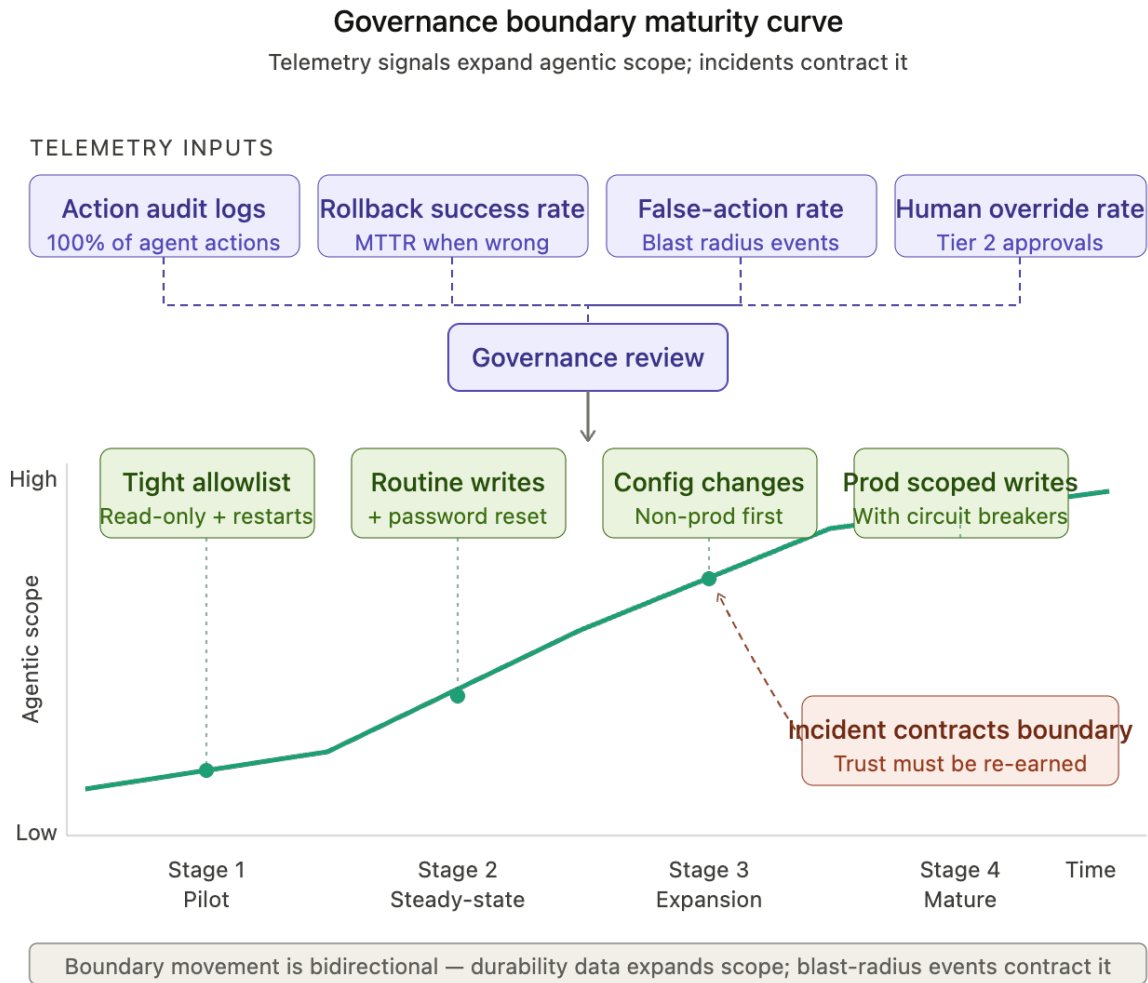 Governance boundary maturity curve
Telemetry signals expand agentic scope; incidents contract it
TELEMETRY INPUTS
Action audit logs
100% of agent actions
Rollback success rate
MTTR when wrong
False-action rate
Blast radius events
Human override rate
Tier 2 approvals
Governance review
High
Tight allowlist
Read-only + restarts
Routine writes
+ password reset
Config changes
Non-prod first
Prod scoped writes
With circuit breakers
Agentic scope
Incident contracts boundary
Trust must be re-earned
Low
Stage 1
Pilot
Stage 2
Steady-state
Stage 3
Expansion
Stage 4
Mature
Time
Boundary movement is bidirectional — durability data expands scope; blast-radius events contract it